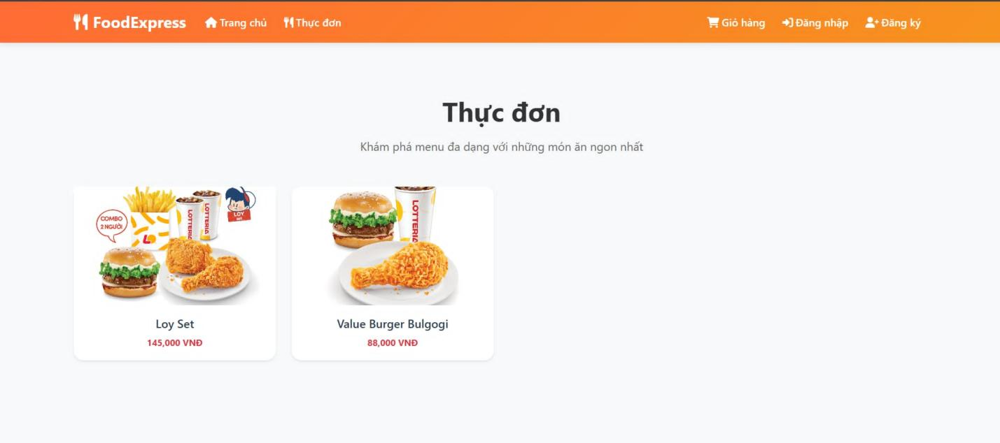 FoodExpress Trang chủ Thực đơn Giỏ hàng Đăng nhập Đăng ký
Thực đơn
Khám phá menu đa dạng với những món ăn ngon nhất
COMBO
2 NGƯỜI
LOTTERIA
LOTTERIA
LOY
set
LOTTERIA
Loy Set
145,000 VNĐ
Value Burger Bulgogi
88,000 VNĐ